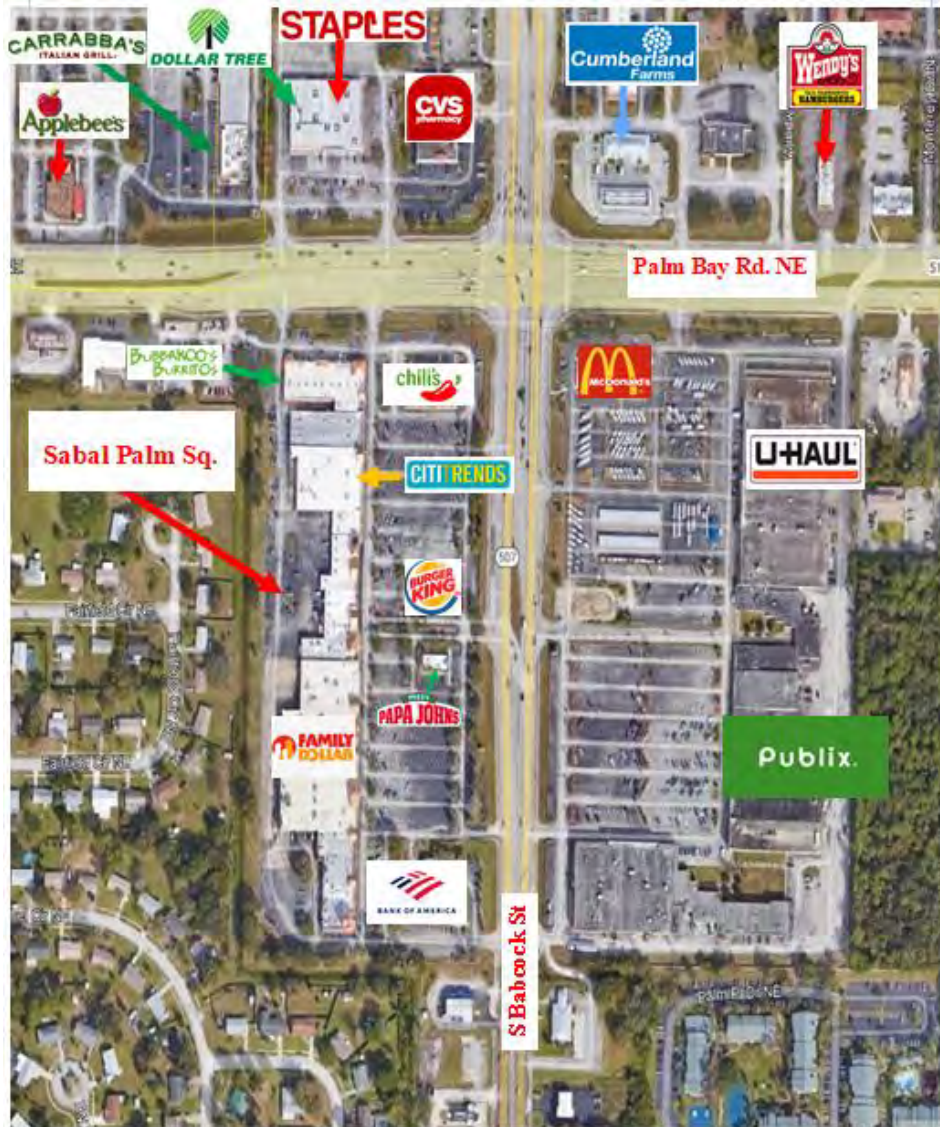 CARRABBA'S
ITALIAN GRILL.
DOLLAR TREE
STAPLES
CVS
pharmacy
Cumberland
Farms
WENDY'S
OLD FASHIONED
HAMBURGERS
Applebee's
Palm Bay Rd. NE
BUBBAKOO'S
BURRITOS
chili's
McDonald's
Sabal Palm Sq.
CITITRENDS
U-HAUL
507
BURGER
KING
PAPA JOHNS
FAMILY
DOLLAR
Publix.
BANK OF AMERICA
S Babcock St